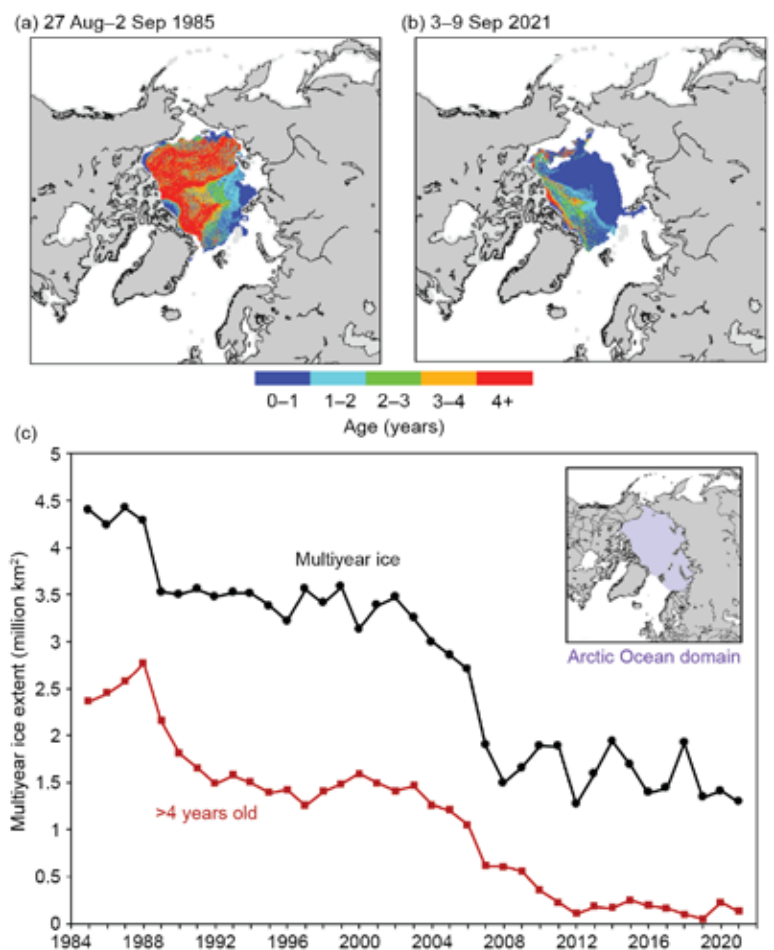 (a) 27 Aug–2 Sep 1985
(b) 3–9 Sep 2021
0–1 1–2 2–3 3–4 4+
Age (years)
(c)
Multiyear ice extent (million km²)
5
4.5
4
3.5
3
2.5
2
1.5
1
0.5
0
Multiyear ice
>4 years old
Arctic Ocean domain
1984 1988 1992 1996 2000 2004 2008 2012 2016 2020